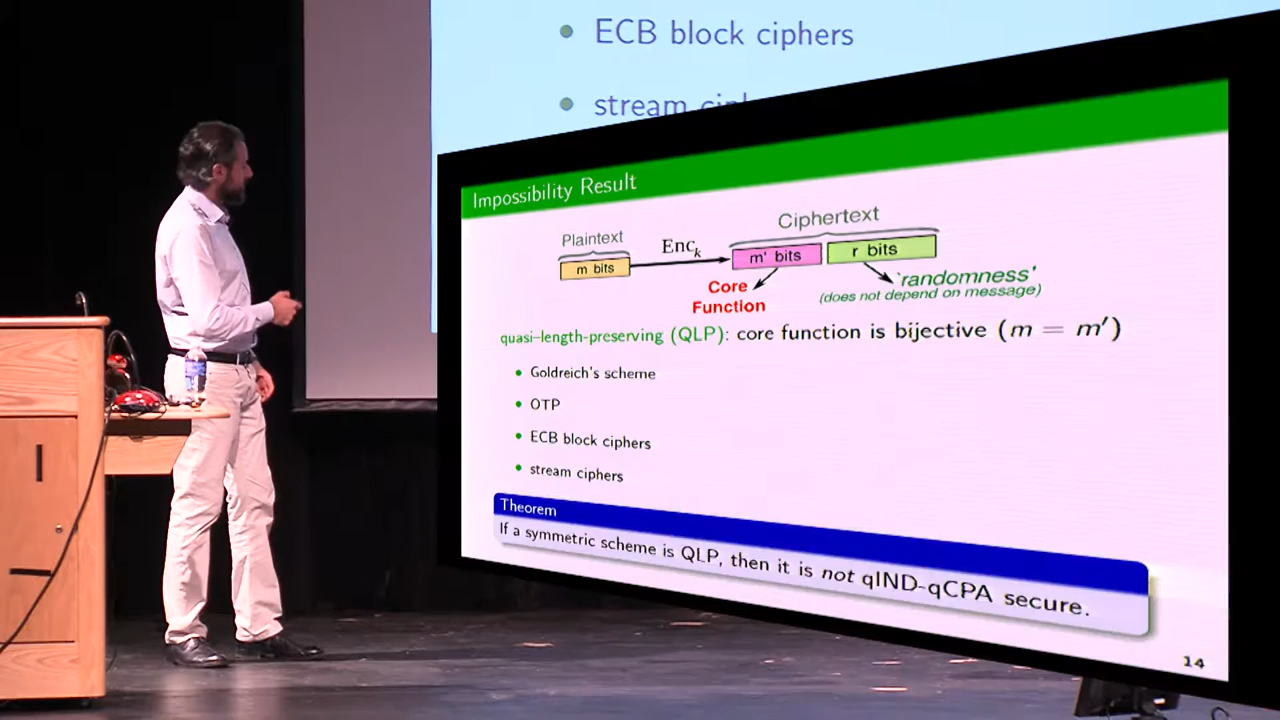 ECB block ciphers
stream
Impossibility Result
Ciphertext
Plaintext
Enck
m bits
m' bits
r bits
Core
Function
'randomness'
(does not depend on message)
quasi–length-preserving (QLP): core function is bijective (m = m′)
Goldreich's scheme
OTP
ECB block ciphers
stream ciphers
Theorem
If a symmetric scheme is QLP, then it is not qIND-qCPA secure.
14